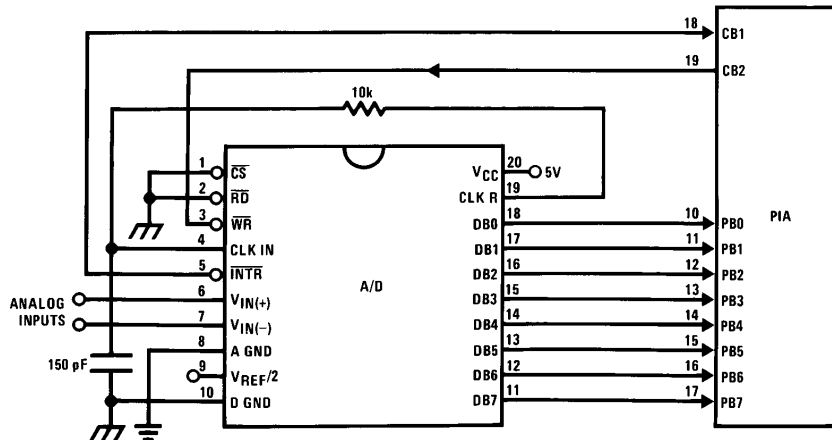 18 CB1
19 CB2
10k
1 CS
2 RD
3 WR
4 CLK IN
5 INTR
6 VIN(+)
7 VIN(−)
8 A GND
9 VREF/2
10 D GND
ANALOG
INPUTS
150 pF
A/D
VCC 20 5V
CLK R 19
DB0 18
DB1 17
DB2 16
DB3 15
DB4 14
DB5 13
DB6 12
DB7 11
10 PB0
11 PB1
12 PB2
13 PB3
14 PB4
15 PB5
16 PB6
17 PB7
PIA